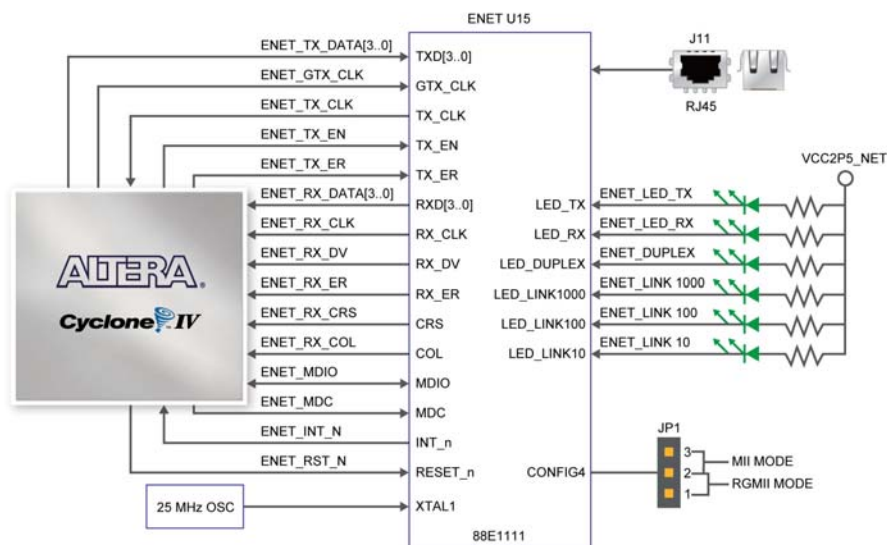 ENET U15
J11
RJ45
VCC2P5_NET
ENET_TX_DATA[3..0]
TXD[3..0]
ENET_GTX_CLK
GTX_CLK
ENET_TX_CLK
TX_CLK
ENET_TX_EN
TX_EN
ENET_TX_ER
TX_ER
ENET_RX_DATA[3..0]
RXD[3..0]
ENET_RX_CLK
RX_CLK
ENET_RX_DV
RX_DV
ENET_RX_ER
RX_ER
ENET_RX_CRS
CRS
ENET_RX_COL
COL
ENET_MDIO
MDIO
ENET_MDC
MDC
ENET_INT_N
INT_n
ENET_RST_N
RESET_n
25 MHz OSC
XTAL1
ALTERA®
Cyclone™ IV
LED_TX
ENET_LED_TX
LED_RX
ENET_LED_RX
LED_DUPLEX
ENET_DUPLEX
LED_LINK1000
ENET_LINK 1000
LED_LINK100
ENET_LINK 100
LED_LINK10
ENET_LINK 10
JP1
CONFIG4
3
2
1
MII MODE
RGMII MODE
88E1111